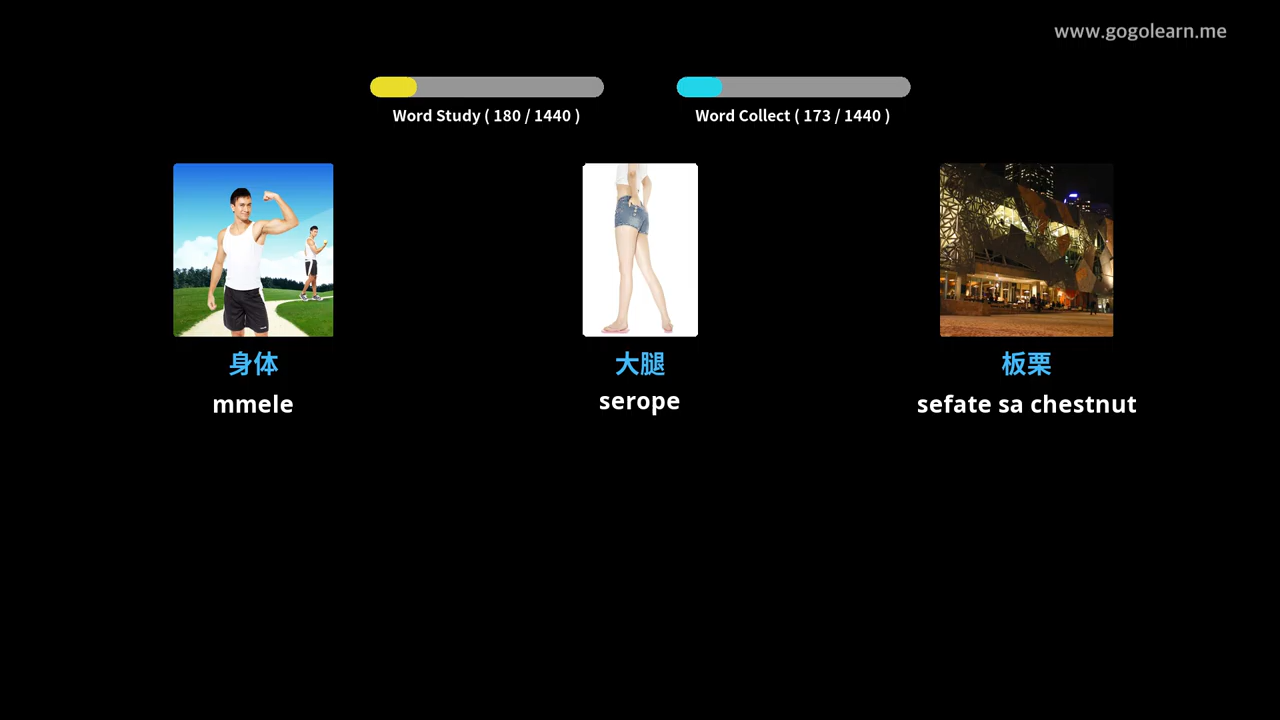 www.gogolearn.me
Word Study ( 180 / 1440 )
Word Collect ( 173 / 1440 )
身体
大腿
板栗
mmele
serope
sefate sa chestnut